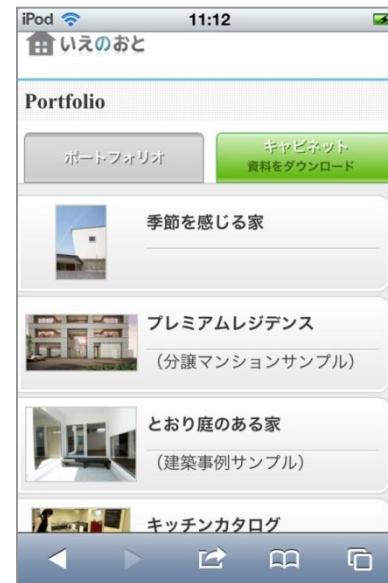 iPod 11:12
いえのおと
Portfolio
ポートフォリオ
キャビネット
資料をダウンロード
季節を感じる家
プレミアムレジデンス
（分譲マンションサンプル）
とおり庭のある家
（建築事例サンプル）
キッチンカタログ